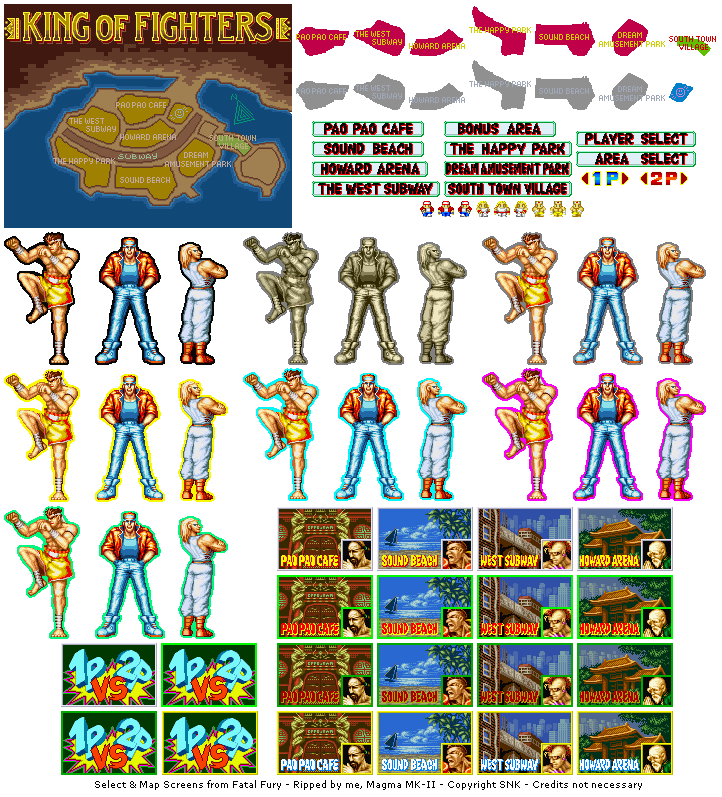 KING OF FIGHTERS
PAO PAO CAFE
THE WEST
SUBWAY
HOWARD ARENA
SOUTH TOWN
VILLAGE
THE HAPPY PARK
SUBWAY
DREAM
AMUSEMENT PARK
SOUND BEACH
PAO PAO CAFE
THE WEST
SUBWAY
HOWARD ARENA
THE HAPPY PARK
SOUND BEACH
DREAM
AMUSEMENT PARK
SOUTH TOWN
VILLAGE
PAO PAO CAFE
THE WEST
SUBWAY
HOWARD ARENA
THE HAPPY PARK
SOUND BEACH
DREAM
AMUSEMENT PARK
PAO PAO CAFE
BONUS AREA
SOUND BEACH
THE HAPPY PARK
HOWARD ARENA
DREAM AMUSEMENT PARK
THE WEST SUBWAY
SOUTH TOWN VILLAGE
PLAYER SELECT
AREA SELECT
1P
2P
PAO PAO CAFE
SOUND BEACH
WEST SUBWAY
HOWARD ARENA
PAO PAO CAFE
SOUND BEACH
WEST SUBWAY
HOWARD ARENA
1P VS 2P
1P VS 2P
PAO PAO CAFE
SOUND BEACH
WEST SUBWAY
HOWARD ARENA
1P VS 2P
1P VS 2P
PAO PAO CAFE
SOUND BEACH
WEST SUBWAY
HOWARD ARENA
Select & Map Screens from Fatal Fury - Ripped by me, Magma MK-II - Copyright SNK - Credits not necessary